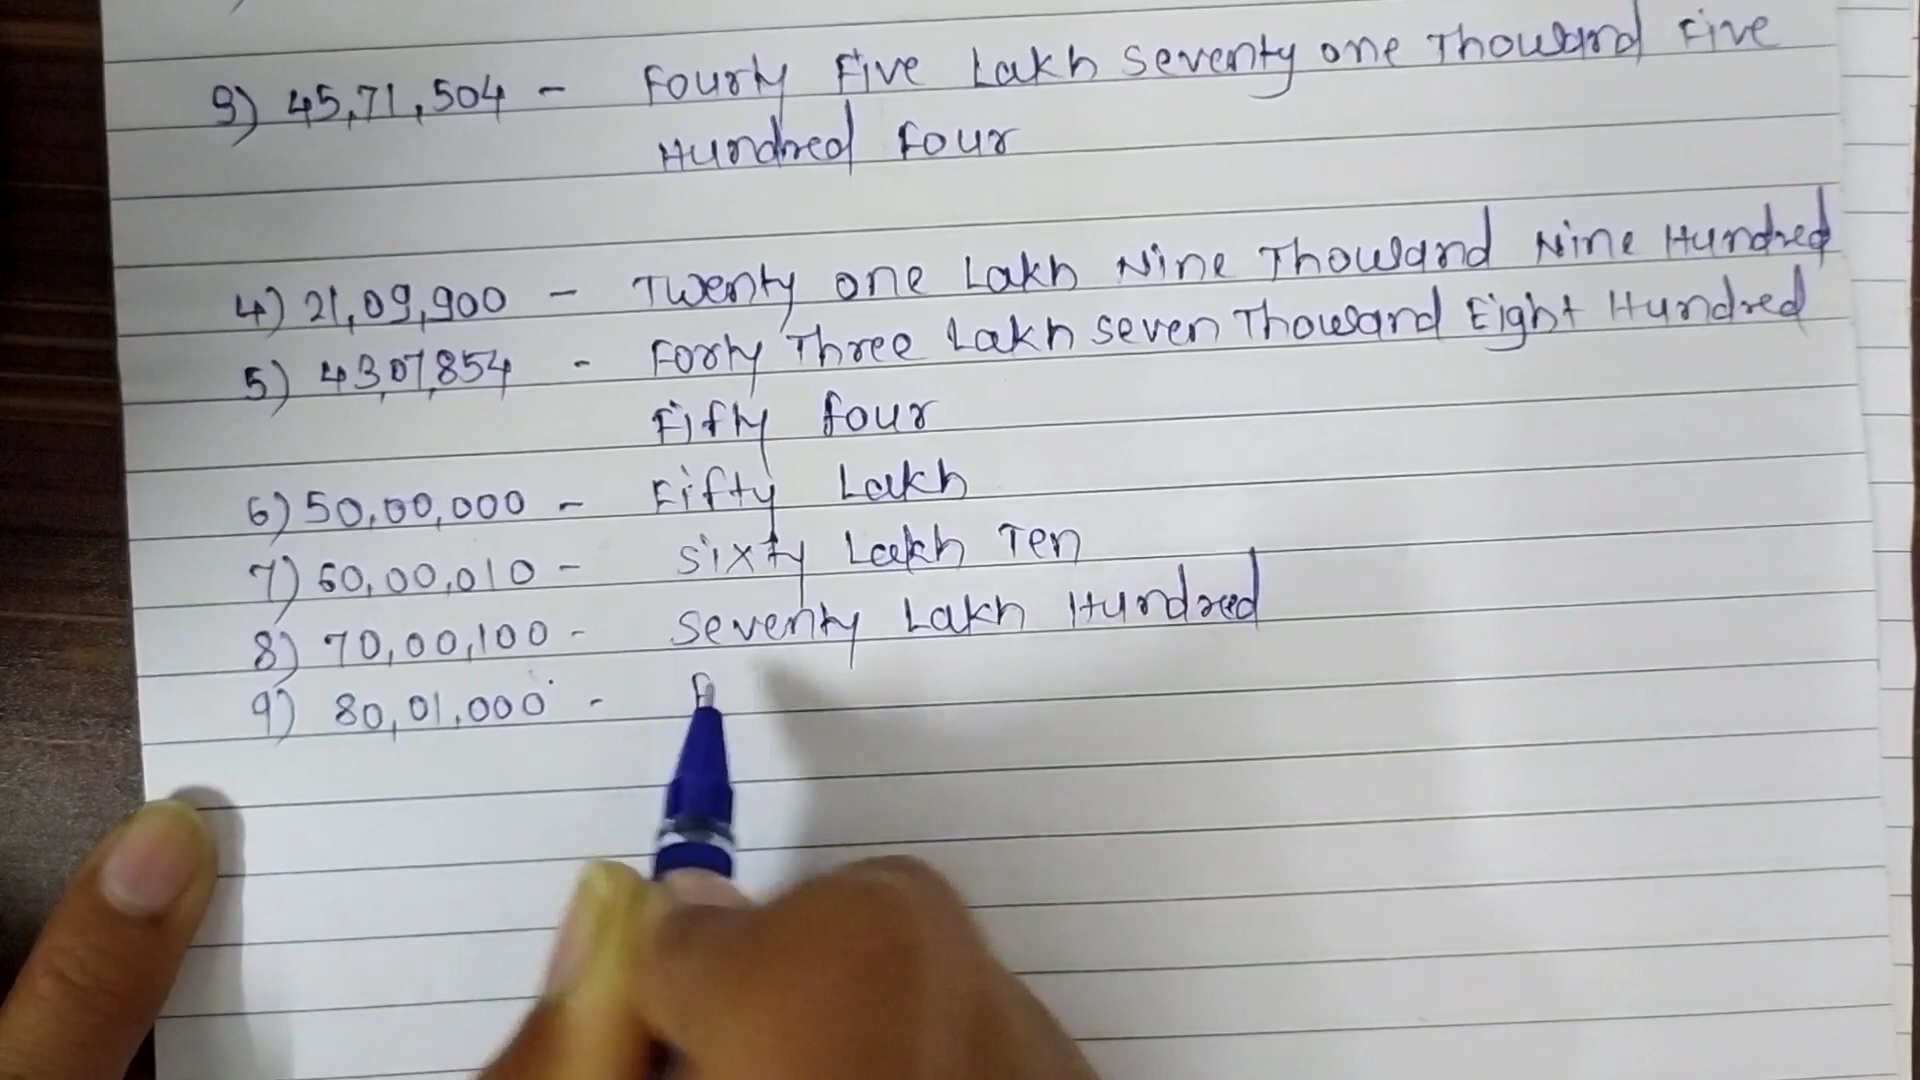 3) 45,71,504 - Fourty Five Lakh Seventy one Thousand Five
Hundred Four
4) 21,09,900 - Twenty one Lakh Nine Thousand Nine Hundred
5) 43,07,854 - Forty Three Lakh seven Thousand Eight Hundred
Fifty four
6) 50,00,000 - Fifty Lakh
7) 60,00,010 - Sixty Lakh Ten
8) 70,00,100 - Seventy Lakh Hundred
9) 80,01,000 -